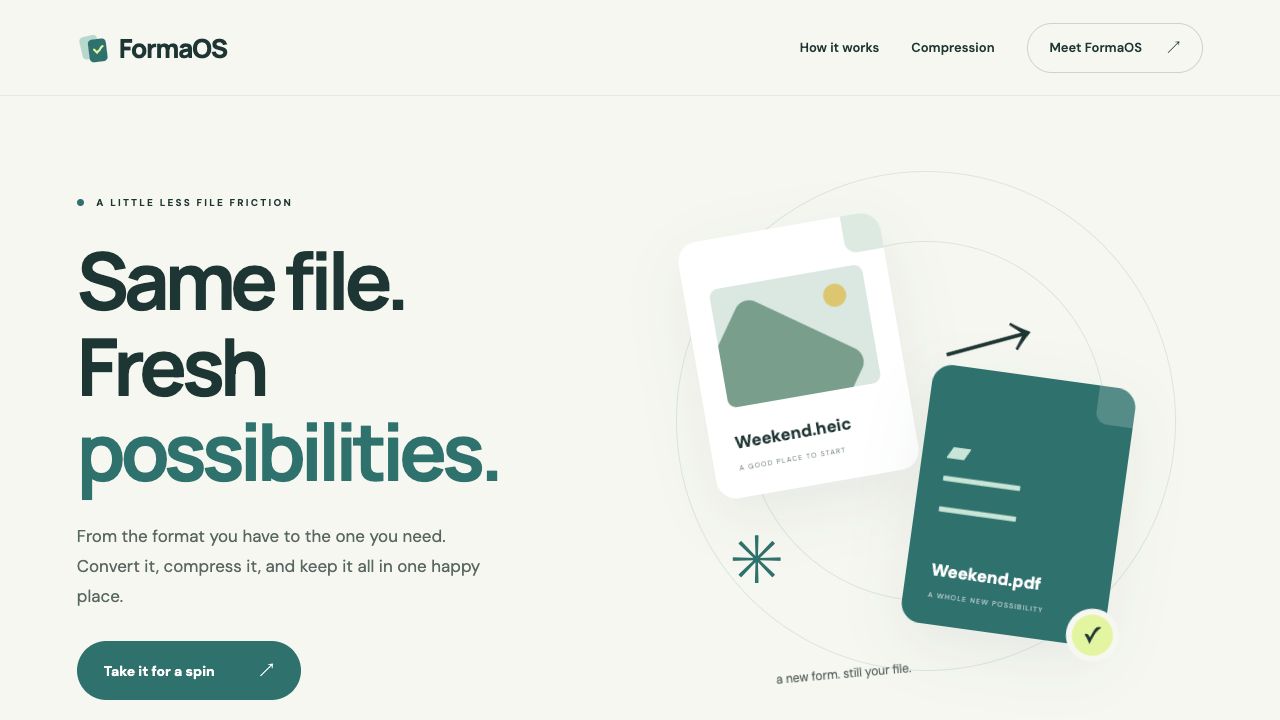 FormaOS
How it works
Compression
Meet FormaOS ↗
A LITTLE LESS FILE FRICTION
Same file.
Fresh
possibilities.
From the format you have to the one you need.
Convert it, compress it, and keep it all in one happy
place.
Take it for a spin ↗
Weekend.heic
A GOOD PLACE TO START
Weekend.pdf
A WHOLE NEW POSSIBILITY
a new form. still your file.